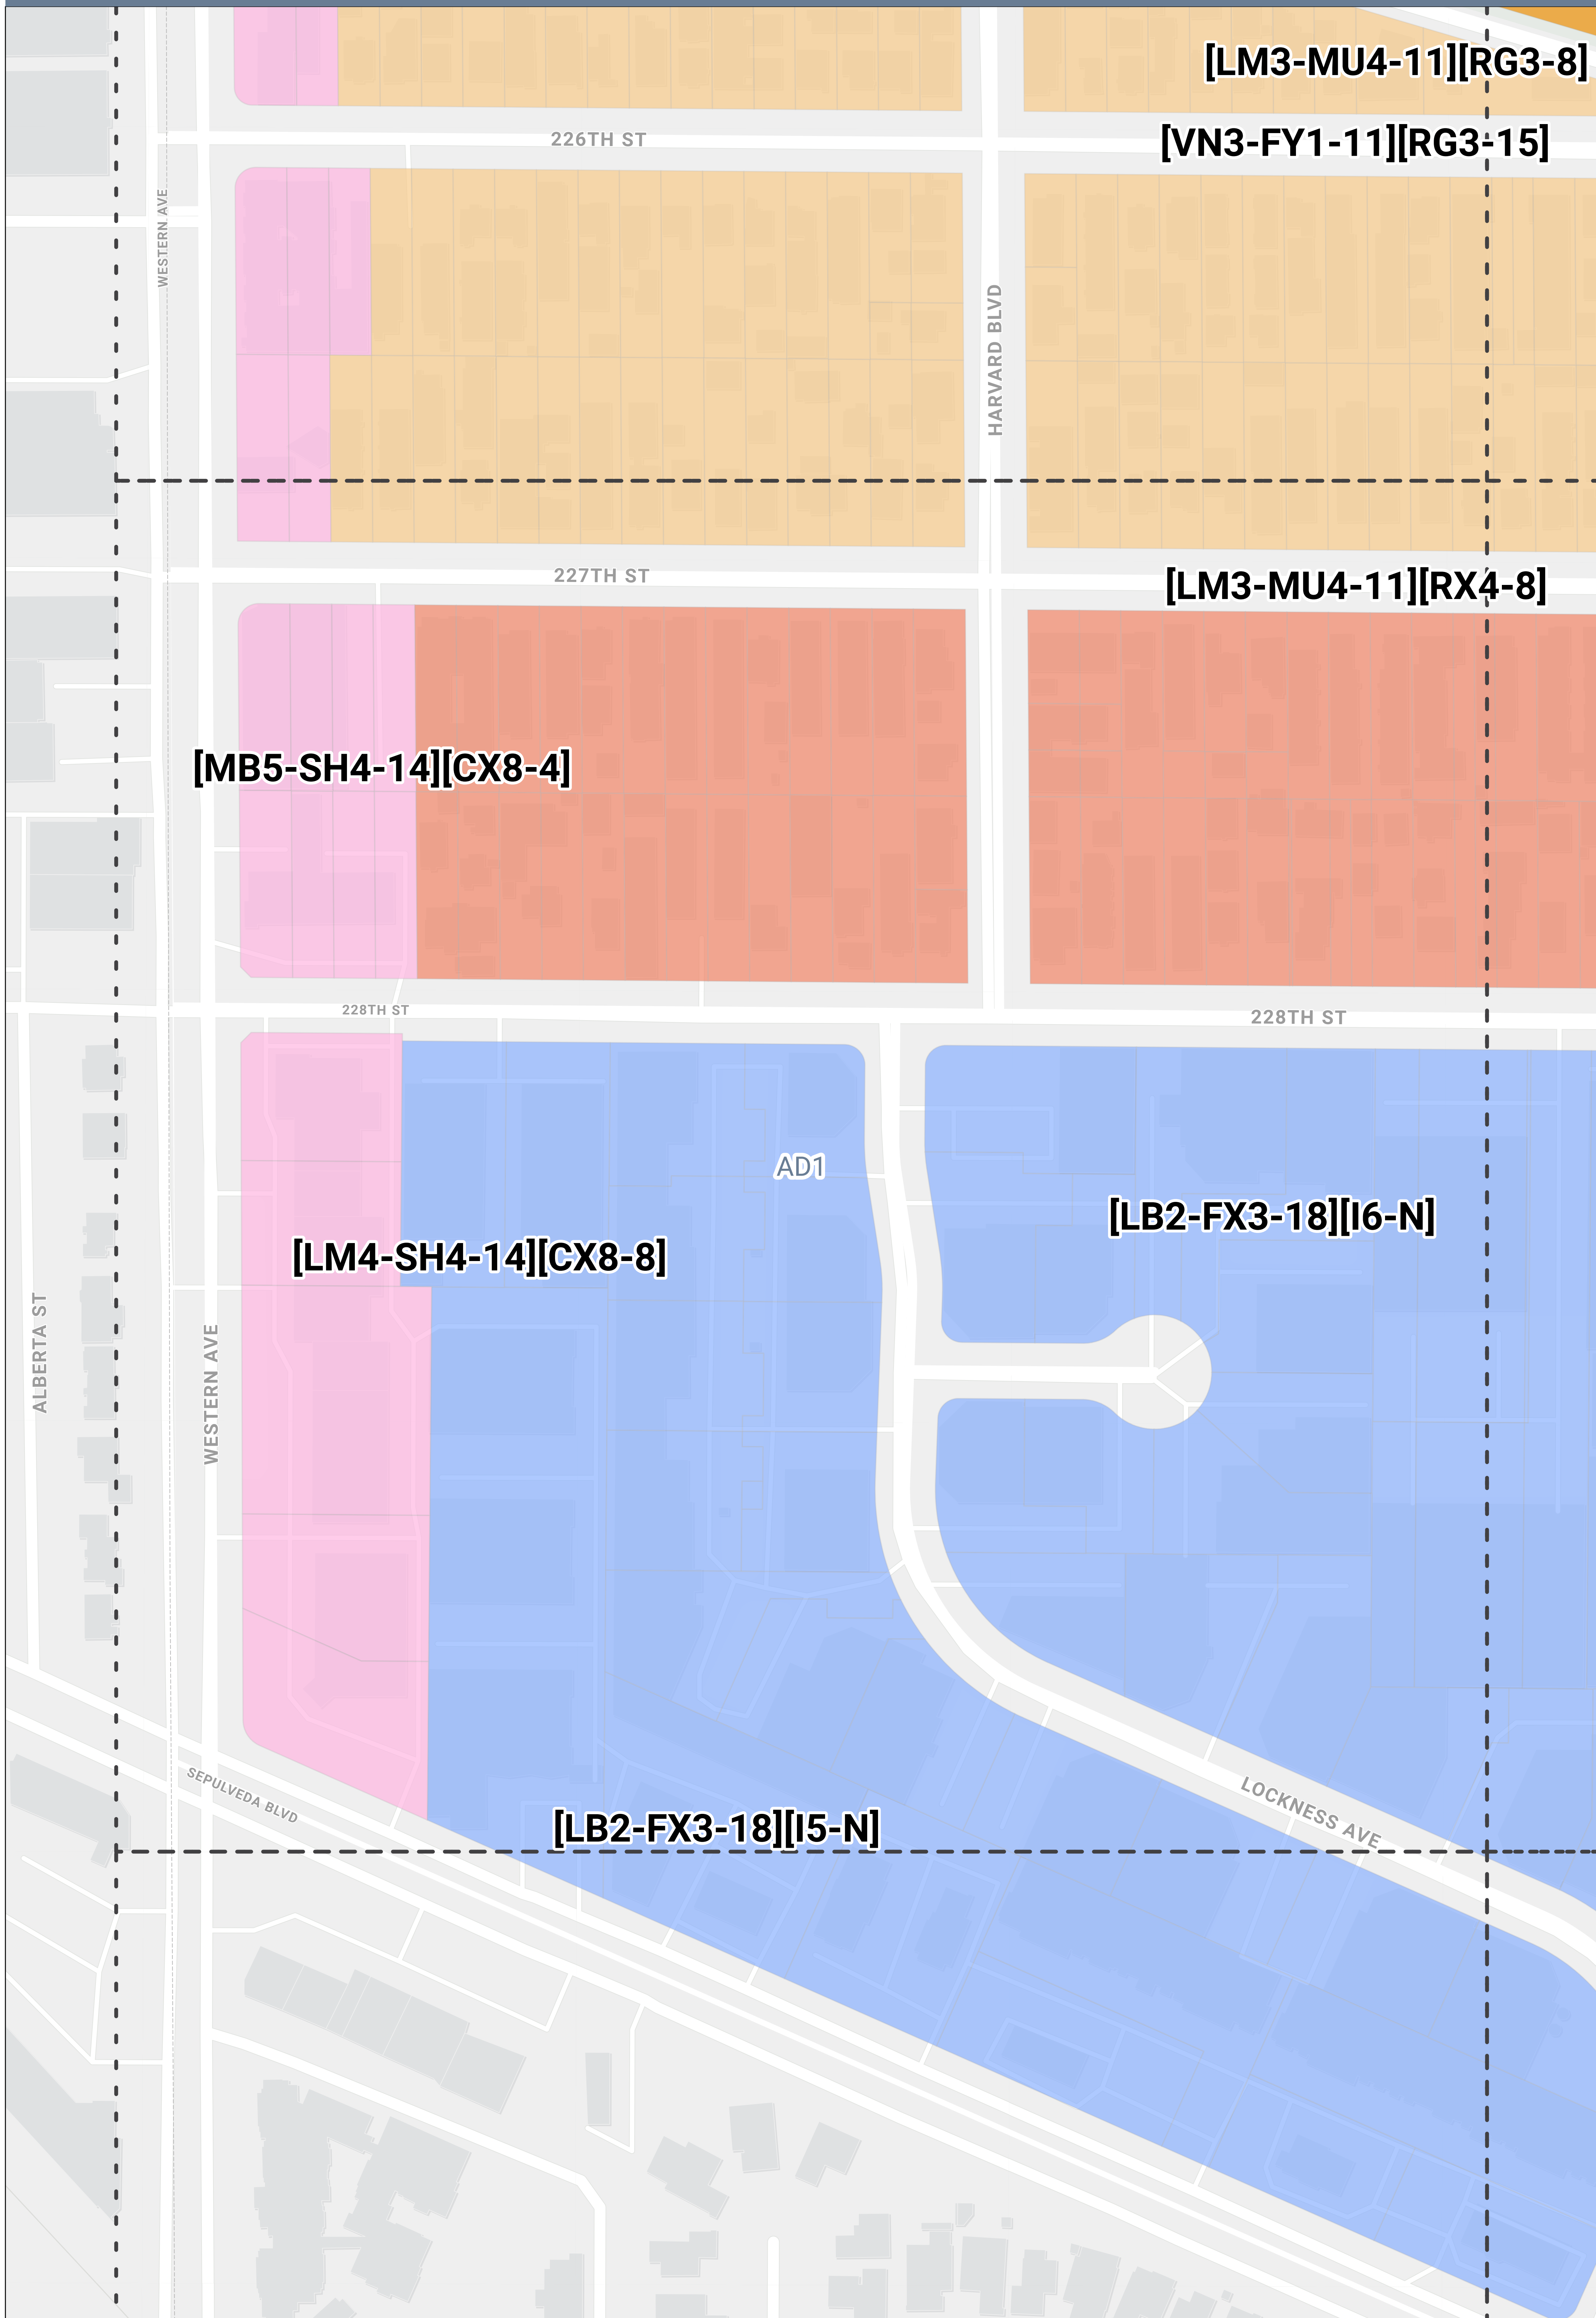 [LM3-MU4-11][RG3-8]
226TH ST
[VN3-FY1-11][RG3-15]
WESTERN AVE
HARVARD BLVD
227TH ST
[LM3-MU4-11][RX4-8]
[MB5-SH4-14][CX8-4]
228TH ST
228TH ST
AD1
[LB2-FX3-18][I6-N]
[LM4-SH4-14][CX8-8]
ALBERTA ST
WESTERN AVE
SEPULVEDA BLVD
[LB2-FX3-18][I5-N]
LOCKNESS AVE